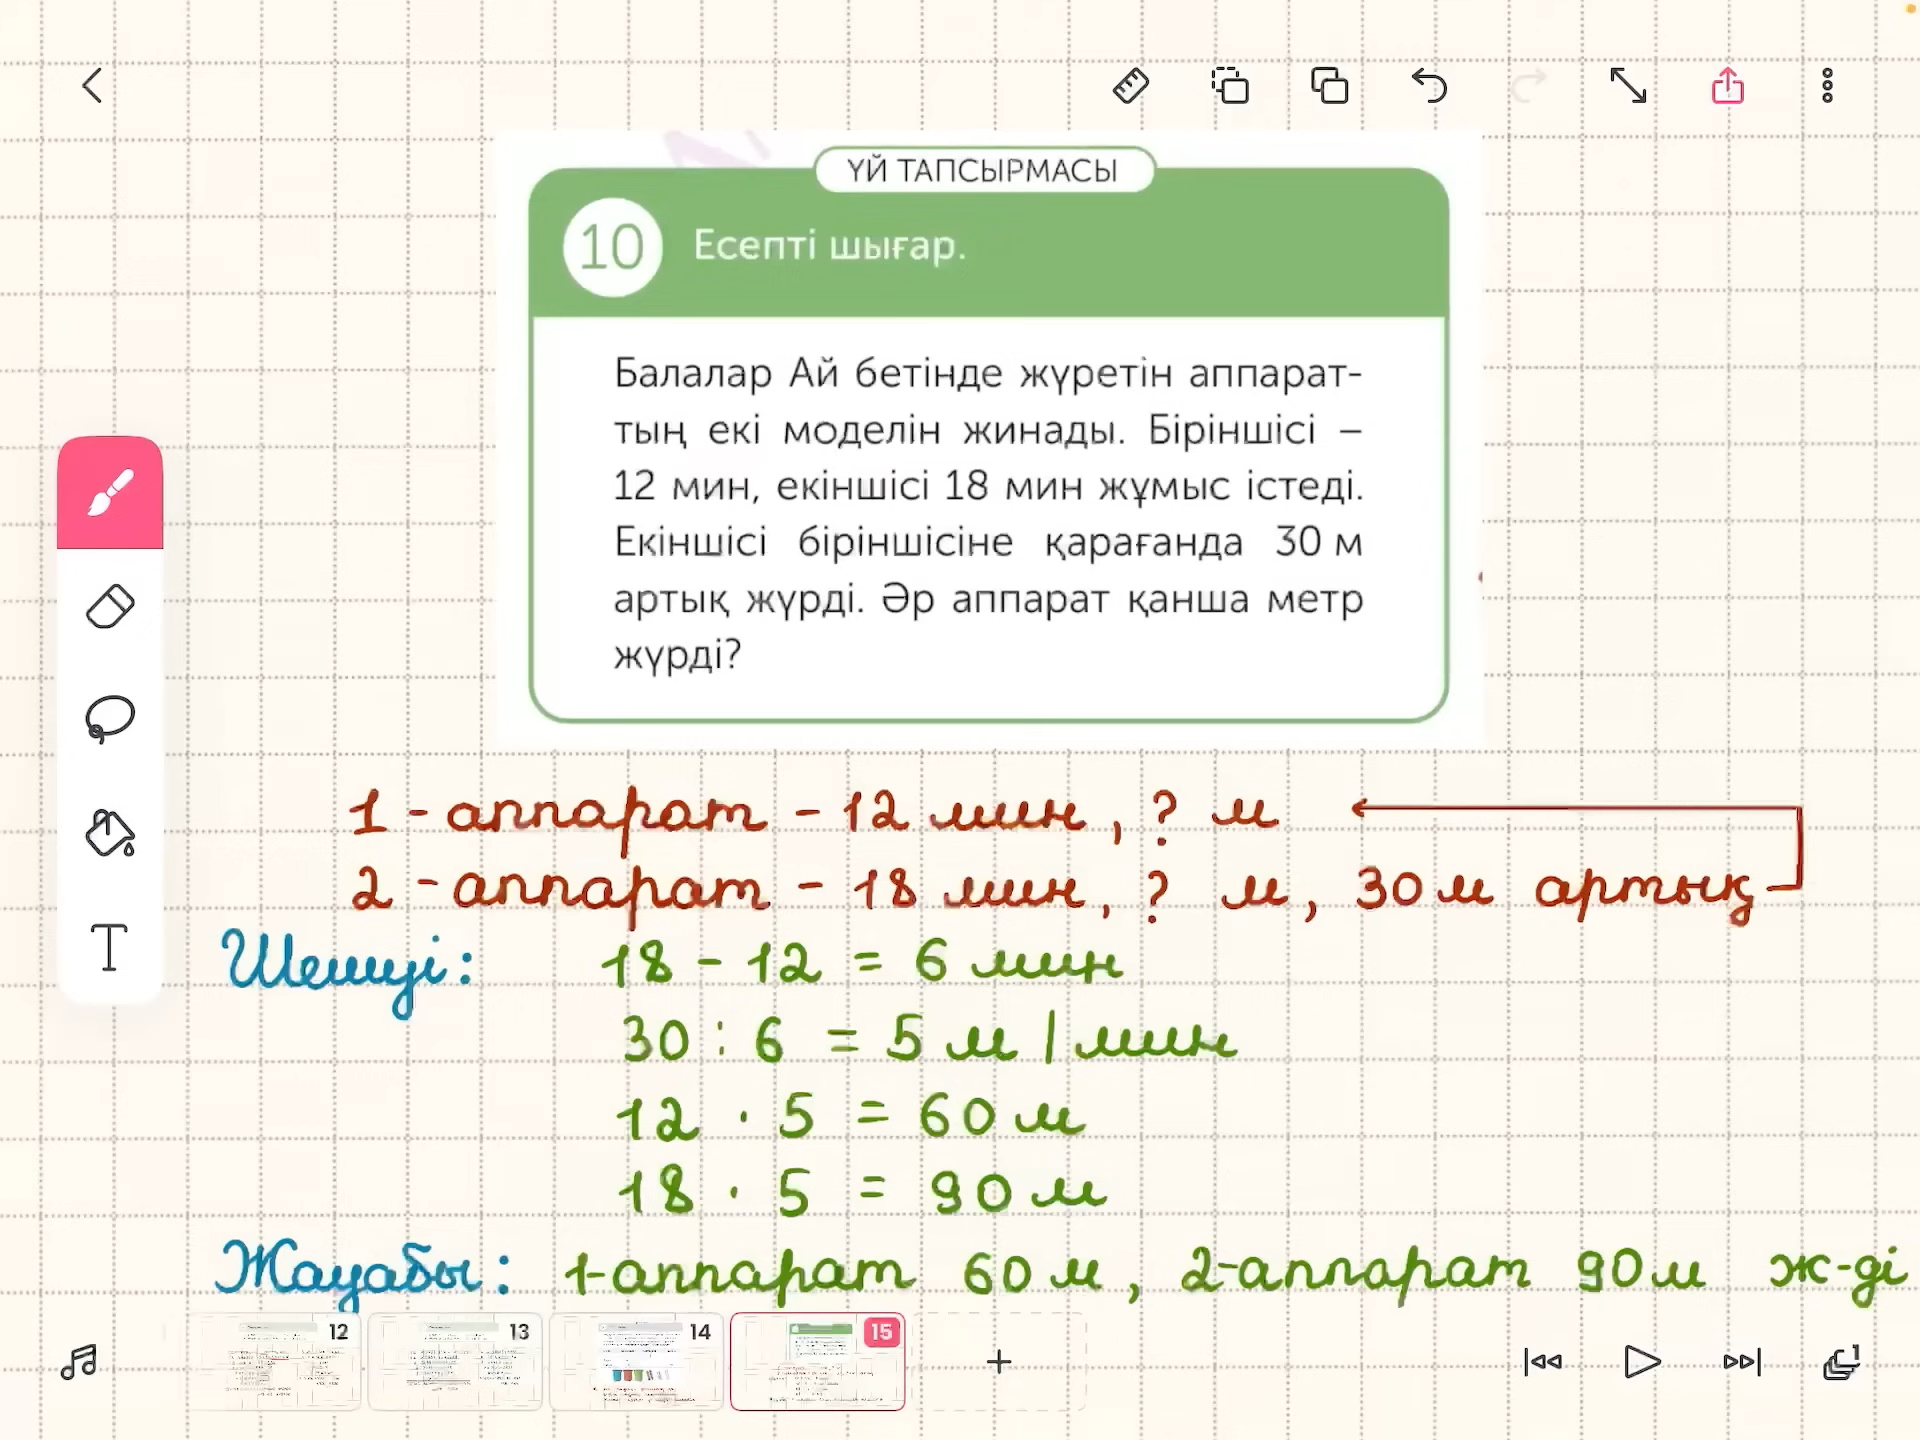 ҮЙ ТАПСЫРМАСЫ
10 Есепті шығар.
Балалар Ай бетінде жүретін аппарат-
тың екі моделін жинады. Біріншісі –
12 мин, екіншісі 18 мин жұмыс істеді.
Екіншісі біріншісіне қарағанда 30 м
артық жүрді. Әр аппарат қанша метр
жүрді?
1 - аппарат - 12 мин, ? м
2 - аппарат - 18 мин, ? м, 30 м артық
Шешуі: 18 - 12 = 6 мин
30 : 6 = 5 м | мин
12 · 5 = 60 м
18 · 5 = 90 м
Жауабы: 1-аппарат 60 м, 2-аппарат 90 м ж-ді
T
12 13 14 15
1